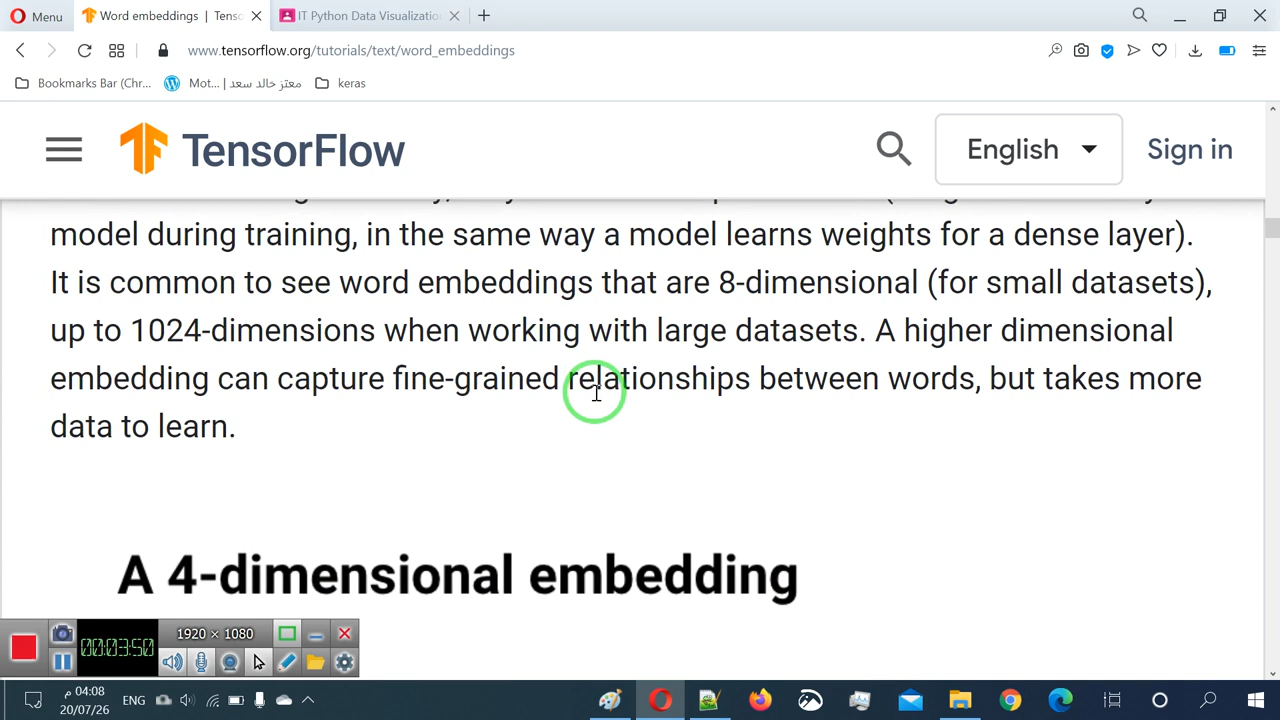 Menu
Word embeddings | Tens
IT Python Data Visualizatio
www.tensorflow.org/tutorials/text/word_embeddings
Bookmarks Bar (Chr...
Mot... | معتز خالد سعد
keras
TensorFlow
English
Sign in
model during training, in the same way a model learns weights for a dense layer).
It is common to see word embeddings that are 8-dimensional (for small datasets),
up to 1024-dimensions when working with large datasets. A higher dimensional
embedding can capture fine-grained relationships between words, but takes more
data to learn.
A 4-dimensional embedding
1920 × 1080
00:03:50
04:08 م
ENG
20/07/26